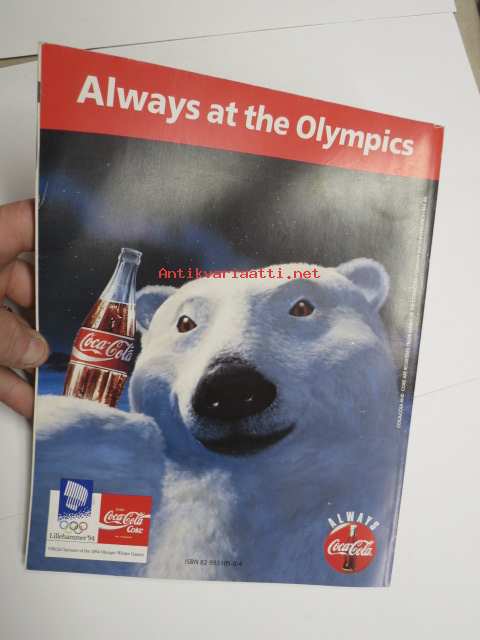 Always at the Olympics
Antikvariaatti.net
Coca-Cola
Lillehammer '94
Coca-Cola
Coke
Official Sponsor of the 1994 Olympic Winter Games
ALWAYS
Coca-Cola